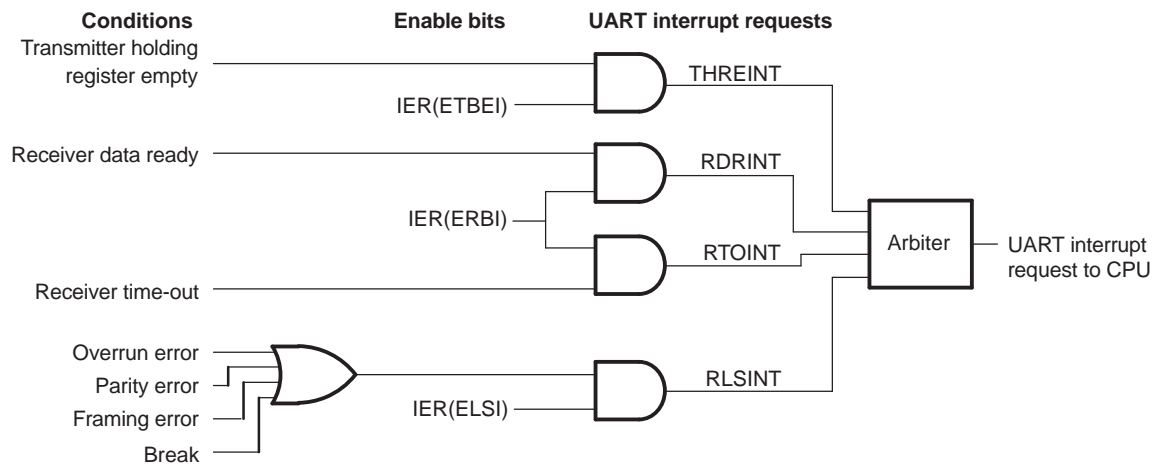 Conditions
Enable bits
UART interrupt requests
Transmitter holding
register empty
THREINT
IER(ETBEI)
Receiver data ready
RDRINT
IER(ERBI)
Arbiter
UART interrupt
request to CPU
RTOINT
Receiver time-out
Overrun error
Parity error
Framing error
Break
IER(ELSI)
RLSINT